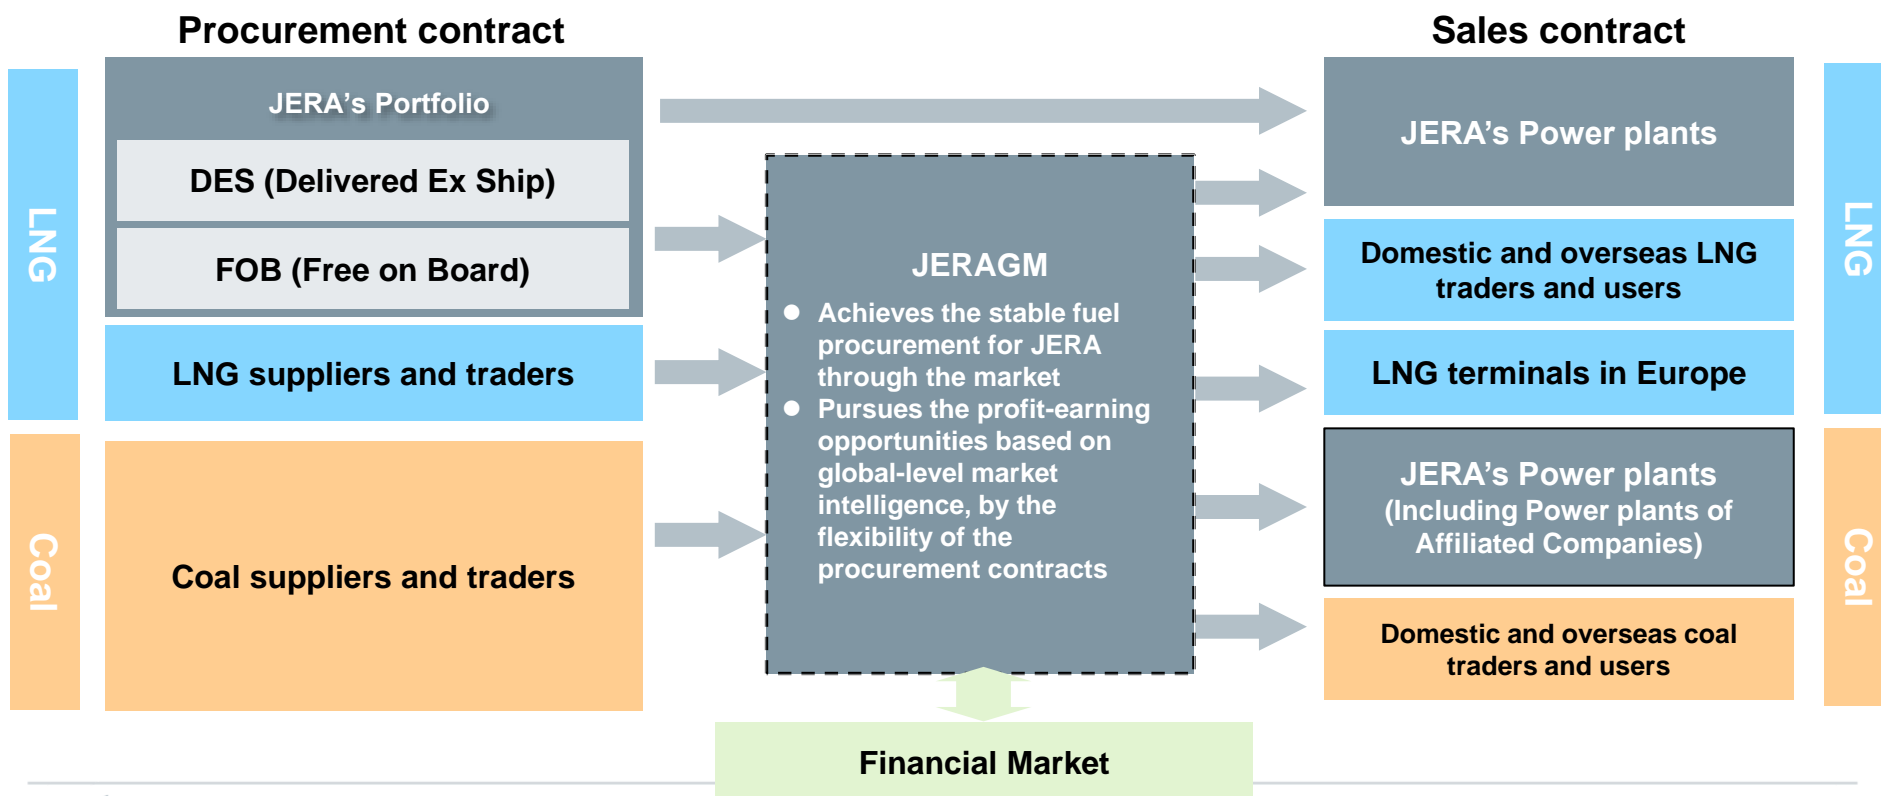 Procurement contract
Sales contract
LNG
JERA’s Portfolio
DES (Delivered Ex Ship)
FOB (Free on Board)
LNG suppliers and traders
Coal
Coal suppliers and traders
JERAGM
● Achieves the stable fuel
procurement for JERA
through the market
● Pursues the profit-earning
opportunities based on
global-level market
intelligence, by the
flexibility of the
procurement contracts
Financial Market
JERA’s Power plants
Domestic and overseas LNG
traders and users
LNG terminals in Europe
LNG
JERA’s Power plants
(Including Power plants of
Affiliated Companies)
Domestic and overseas coal
traders and users
Coal